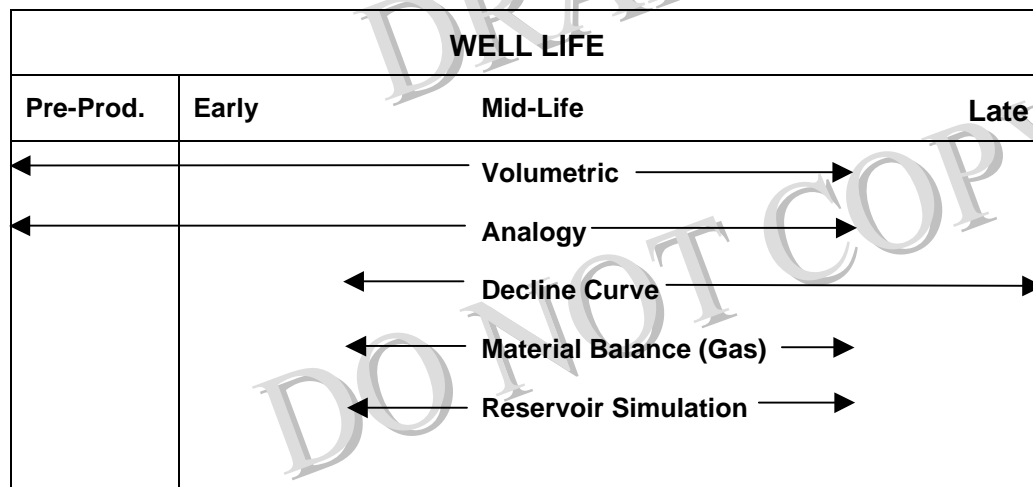 WELL LIFE
Pre-Prod. Early Mid-Life Late
Volumetric
Analogy
Decline Curve
Material Balance (Gas)
Reservoir Simulation
DO NOT COPY